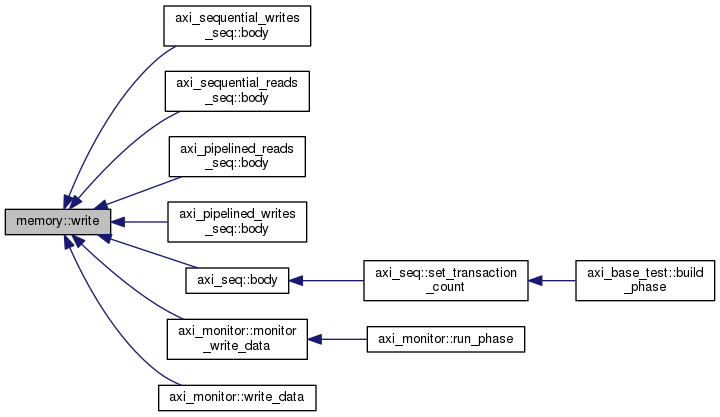 axi_sequential_writes
_seq::body
axi_sequential_reads
_seq::body
axi_pipelined_reads
_seq::body
axi_pipelined_writes
_seq::body
memory::write
axi_seq::body
axi_seq::set_transaction
_count
axi_base_test::build
_phase
axi_monitor::monitor
_write_data
axi_monitor::run_phase
axi_monitor::write_data